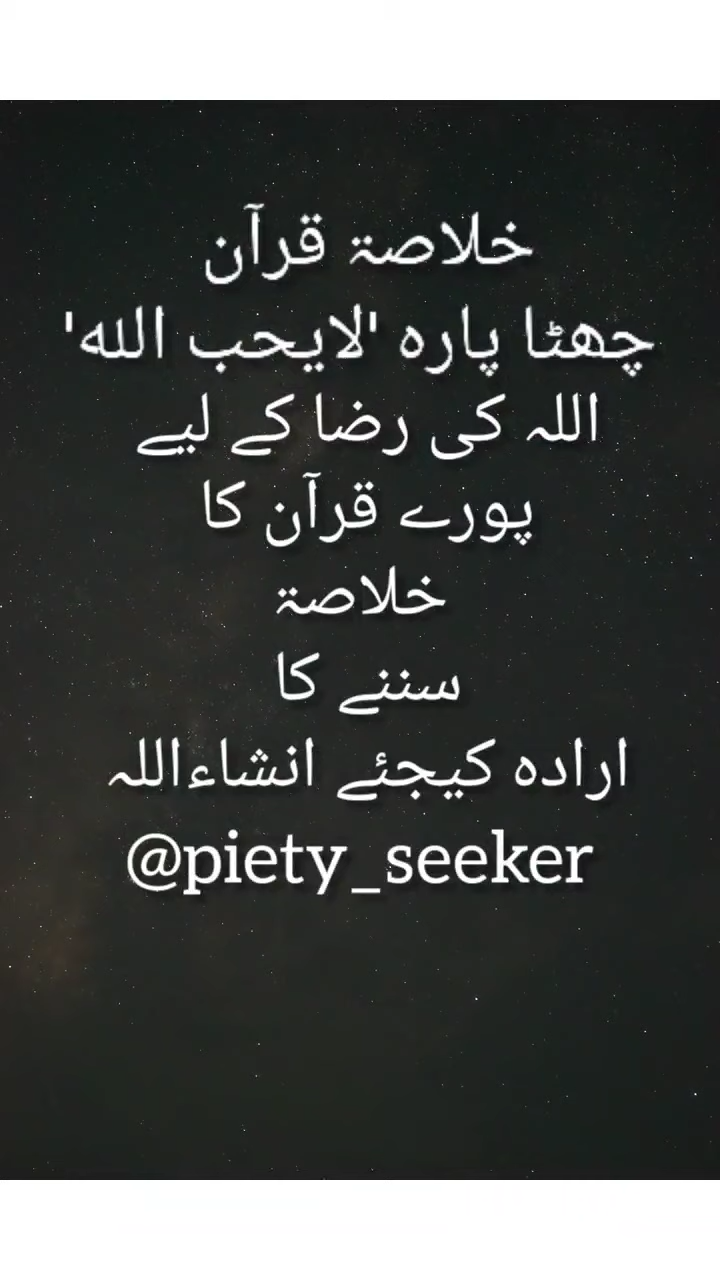 خلاصۃ قرآن
چھٹا پارہ 'لایحب اللہ'
اللہ کی رضا کے لیے
پورے قرآن کا
خلاصۃ
سننے کا
ارادہ کیجئے انشاءاللہ
@piety_seeker